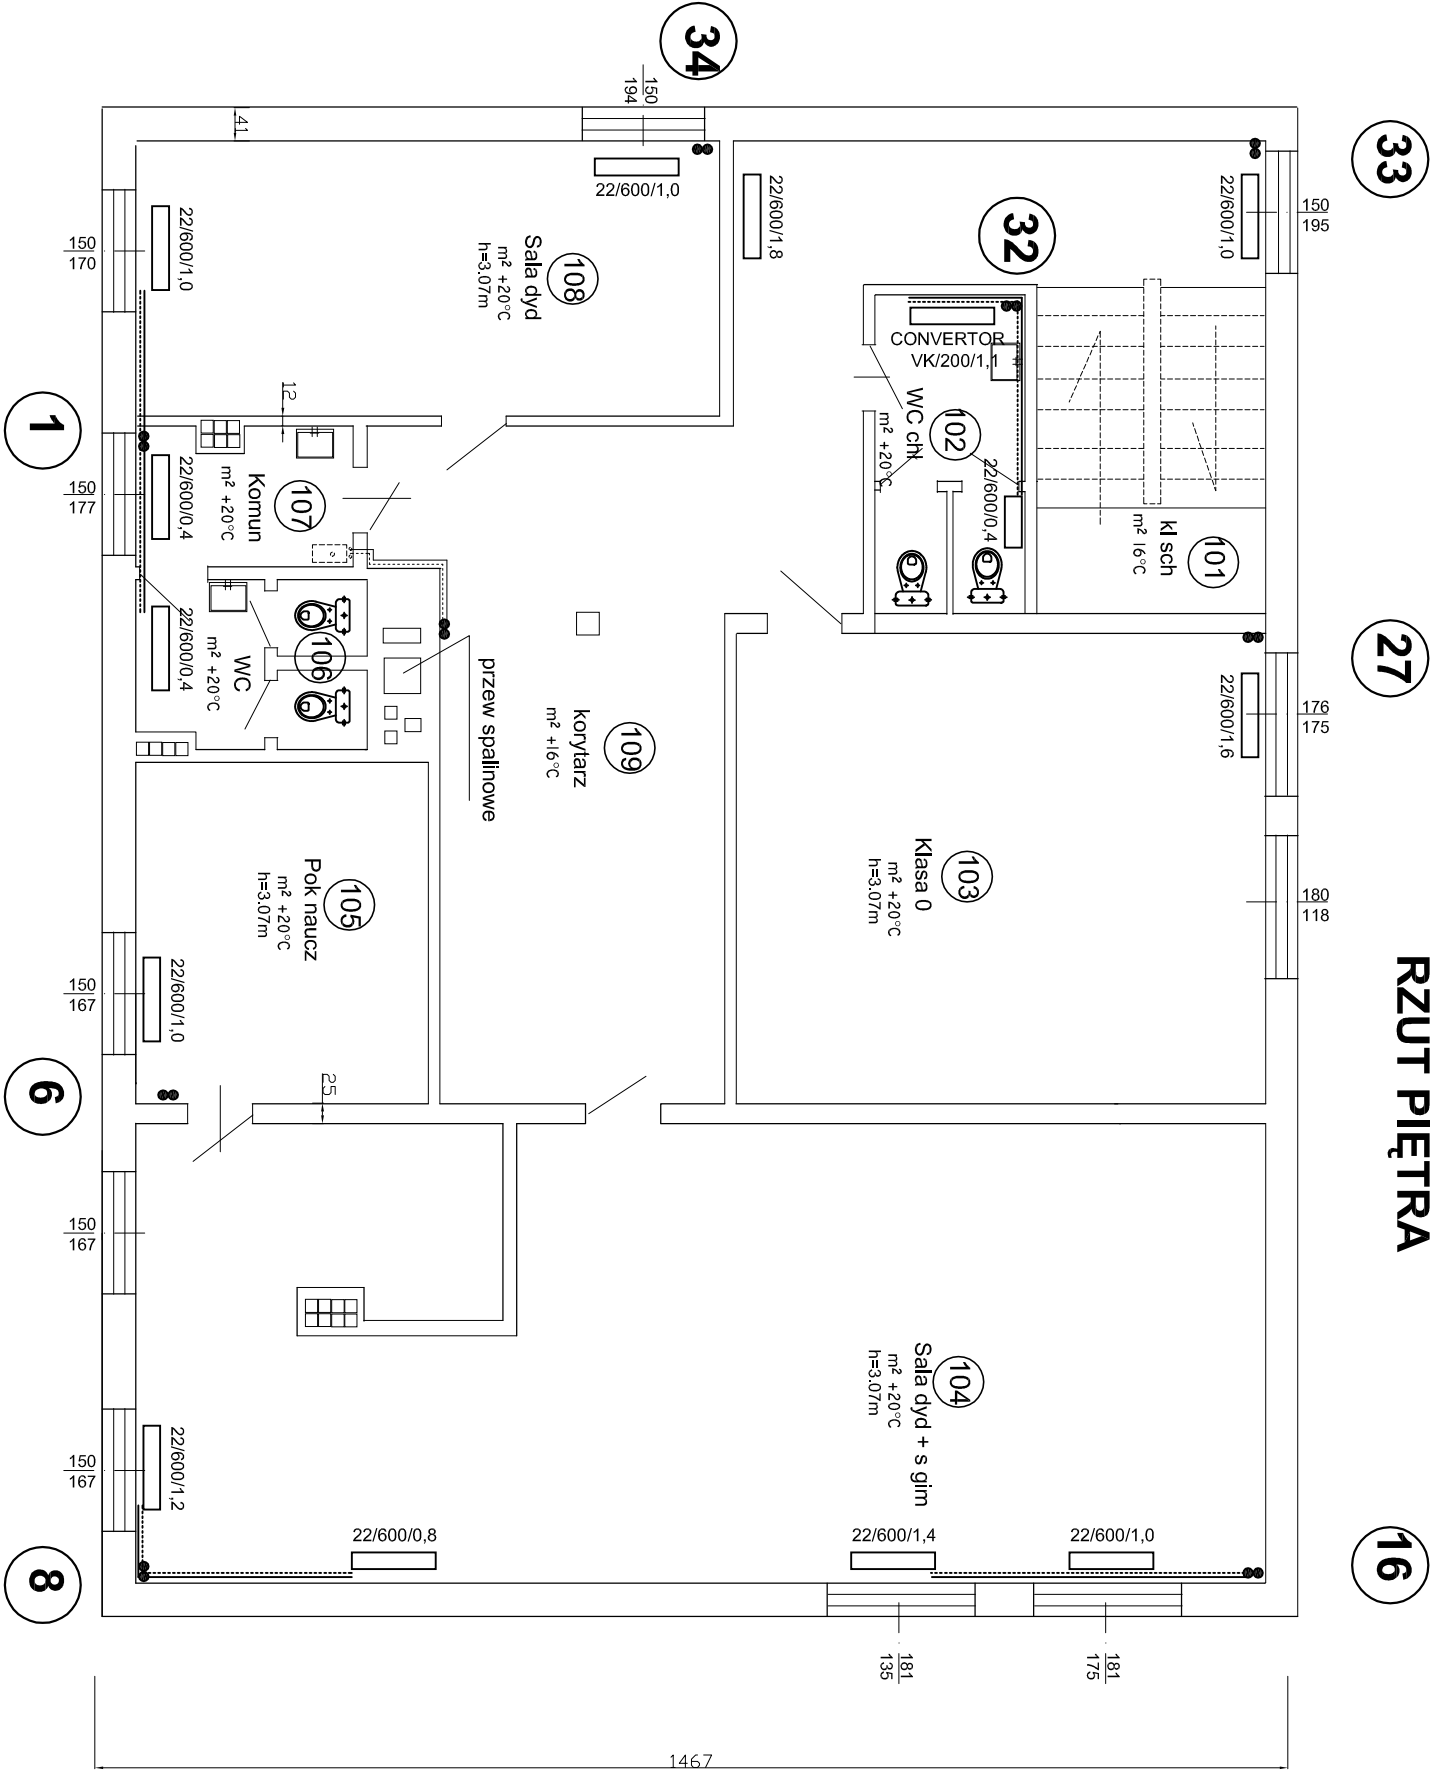 RZUT PIĘTRA
34
33
32
27
16
1
6
8
150
194
150
195
41
22/600/1,0
22/600/1,8
22/600/1,0
150
170
22/600/1,0
108
Sala dyd
m² +20°C
h=3.07m
CONVERTOR
VK/200/1,1
102
WC chł
m² +20°C
22/600/0,4
101
kl sch
m² 16°C
12
150
177
22/600/0,4
107
Komun
m² +20°C
22/600/0,4
106
WC
m² +20°C
przew spalinowe
109
korytarz
m² +16°C
176
175
22/600/1,6
180
118
103
Klasa 0
m² +20°C
h=3.07m
105
Pok naucz
m² +20°C
h=3.07m
150
167
22/600/1,0
25
150
167
104
Sala dyd + s gim
m² +20°C
h=3.07m
150
167
22/600/1,2
22/600/0,8
22/600/1,4
22/600/1,0
181
135
181
175
1467